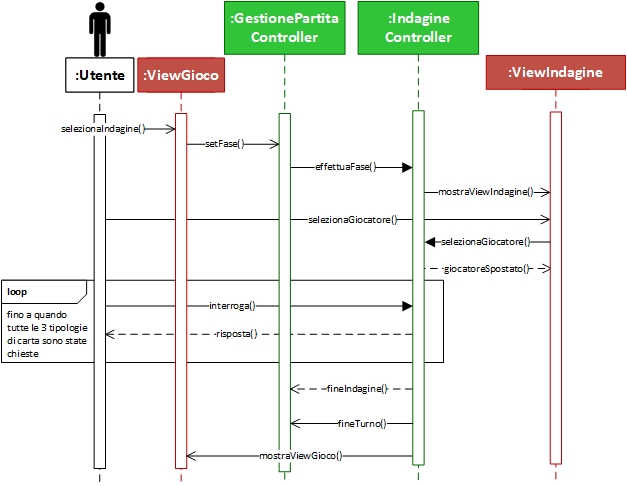 :Utente
:ViewGioco
:GestionePartita
Controller
:Indagine
Controller
:ViewIndagine
selezionaIndagine()
setFase()
effettuaFase()
mostraViewIndagine()
selezionaGiocatore()
selezionaGiocatore()
giocatoreSpostato()
loop
fino a quando
tutte le 3 tipologie
di carta sono state
chieste
interroga()
risposta()
fineIndagine()
fineTurno()
mostraViewGioco()